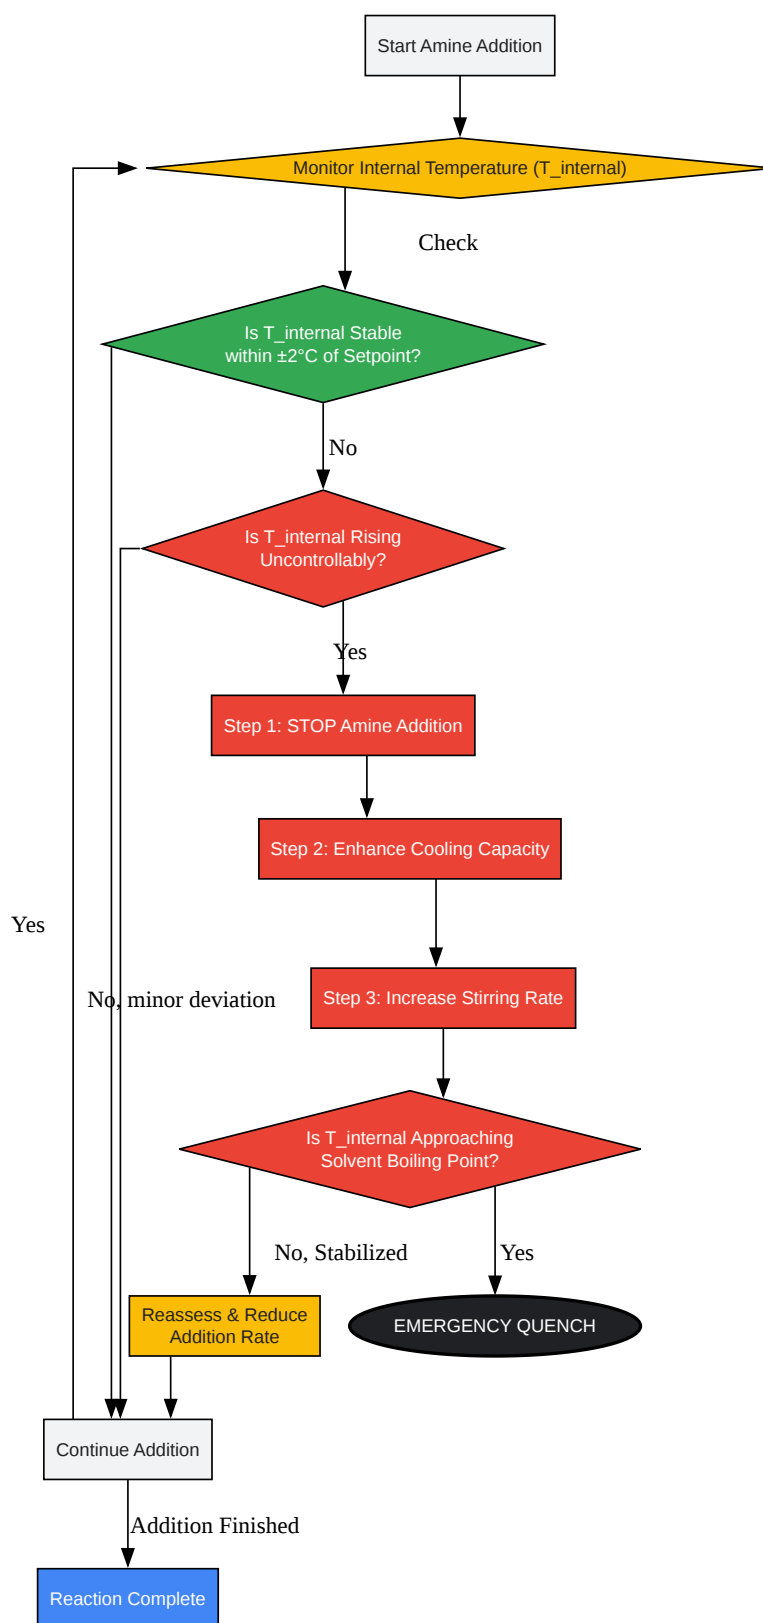 Start Amine Addition
Monitor Internal Temperature (T_internal)
Check
Is T_internal Stable
within ±2°C of Setpoint?
No
Is T_internal Rising
Uncontrollably?
Yes
Step 1: STOP Amine Addition
Step 2: Enhance Cooling Capacity
Yes
No, minor deviation
Step 3: Increase Stirring Rate
Is T_internal Approaching
Solvent Boiling Point?
No, Stabilized
Yes
Reassess & Reduce
Addition Rate
EMERGENCY QUENCH
Continue Addition
Addition Finished
Reaction Complete